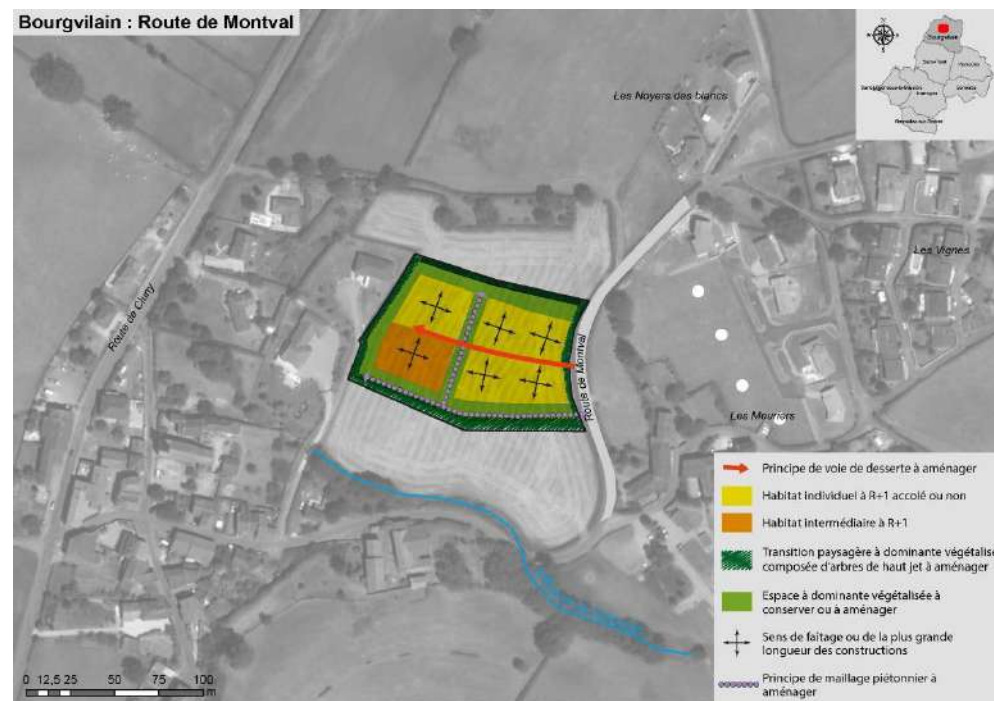 Bourgvilain : Route de Montval
Bourgvilain
Les Noyers des blancs
Les Vignes
Route de Cluny
Route de Montval
Les Meuriers
Principe de voie de desserte à aménager
Habitat individuel à R+1 accolé ou non
Habitat intermédiaire à R+1
Transition paysagère à dominante végétalisé
composée d'arbres de haut jet à aménager
Espace à dominante végétalisée à
conserver ou à aménager
Sens de faîtage ou de la plus grande
longueur des constructions
Principe de maillage piétonnier à
aménager
0 12,5 25 50 75 100
m